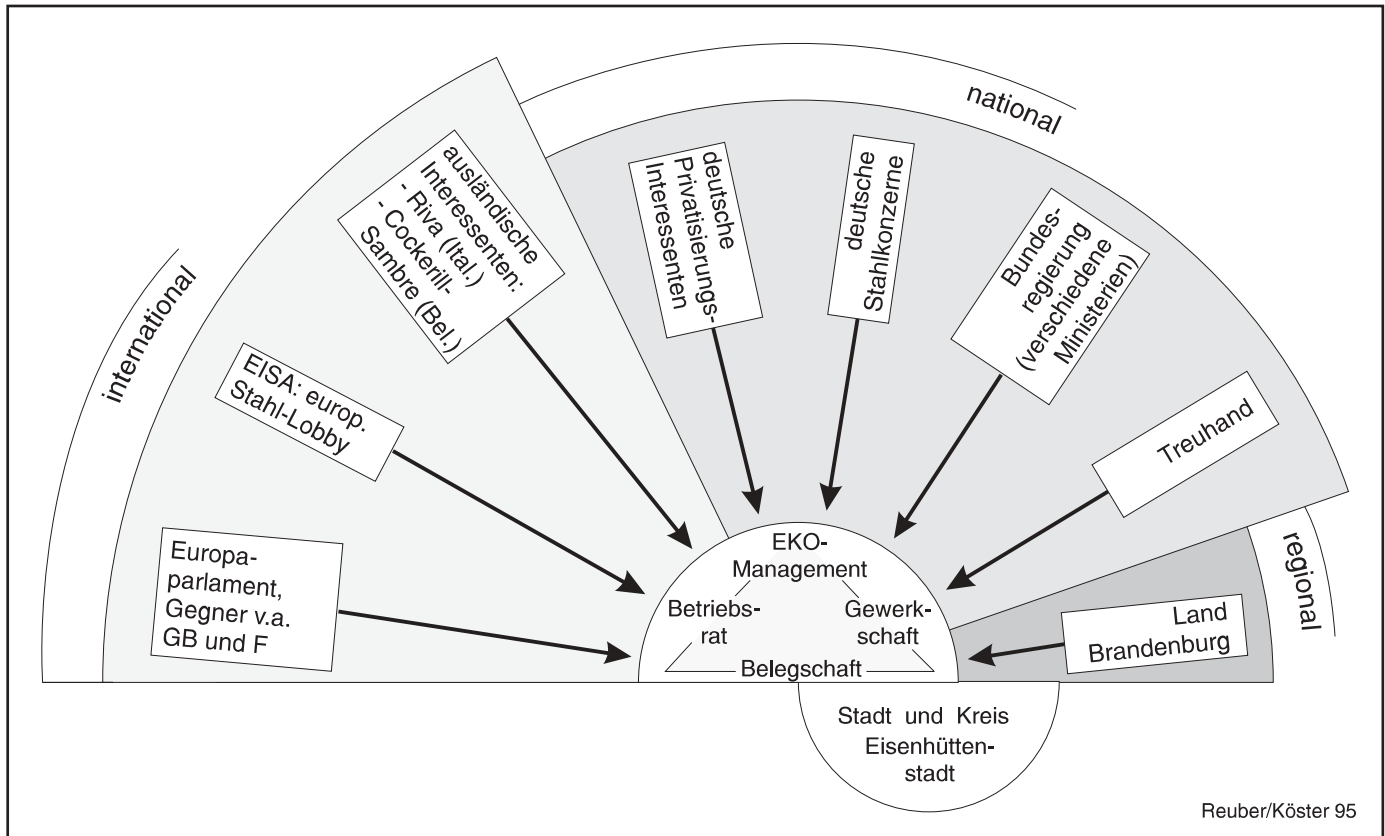 international
national
regional
Europa-
parlament,
Gegner v.a.
GB und F
EISA: europ.
Stahl-Lobby
ausländische
Interessenten:
- Riva (Ital.)
- Cockerill-
Sambre (Bel.)
deutsche
Privatisierungs-
Interessenten
deutsche
Stahlkonzerne
Bundes-
regierung
(verschiedene
Ministerien)
Treuhand
Land
Brandenburg
EKO-
Management
Betriebs-
rat
Gewerk-
schaft
Belegschaft
Stadt und Kreis
Eisenhütten-
stadt
Reuber/Köster 95